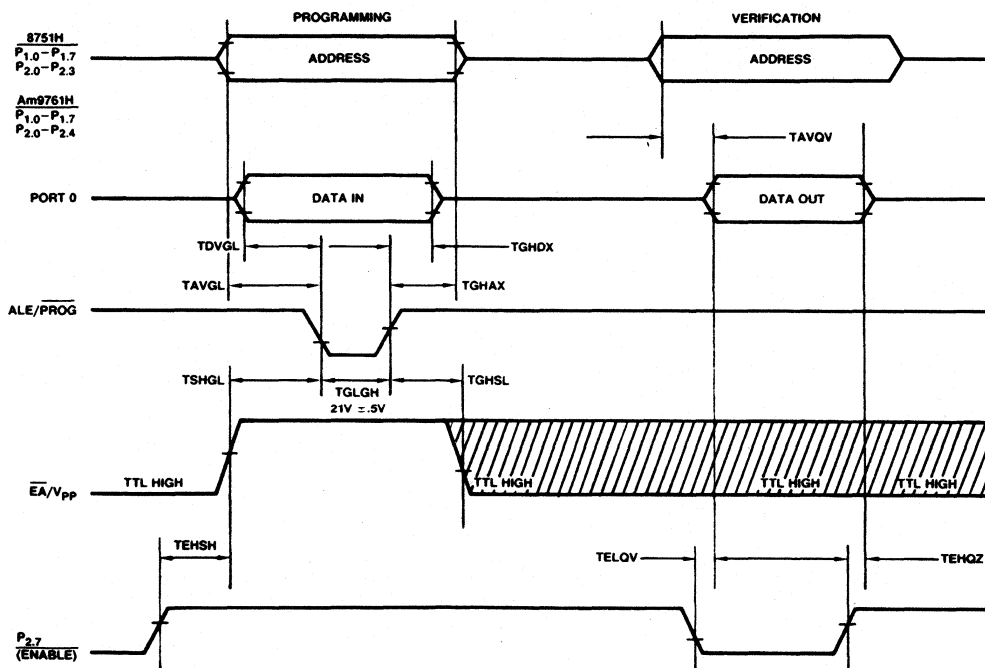 PROGRAMMING
VERIFICATION
8751H
P1.0–P1.7
P2.0–P2.3
ADDRESS
ADDRESS
Am9761H
P1.0–P1.7
P2.0–P2.4
TAVQV
PORT 0
DATA IN
DATA OUT
TDVGL
TGHDX
TAVGL
TGHAX
ALE/PROG
TSHGL
TGLGH
TGHSL
21V ±.5V
EA/VPP
TTL HIGH
TTL HIGH
TTL HIGH
TTL HIGH
TEHSH
TELQV
TEHQZ
P2.7
(ENABLE)